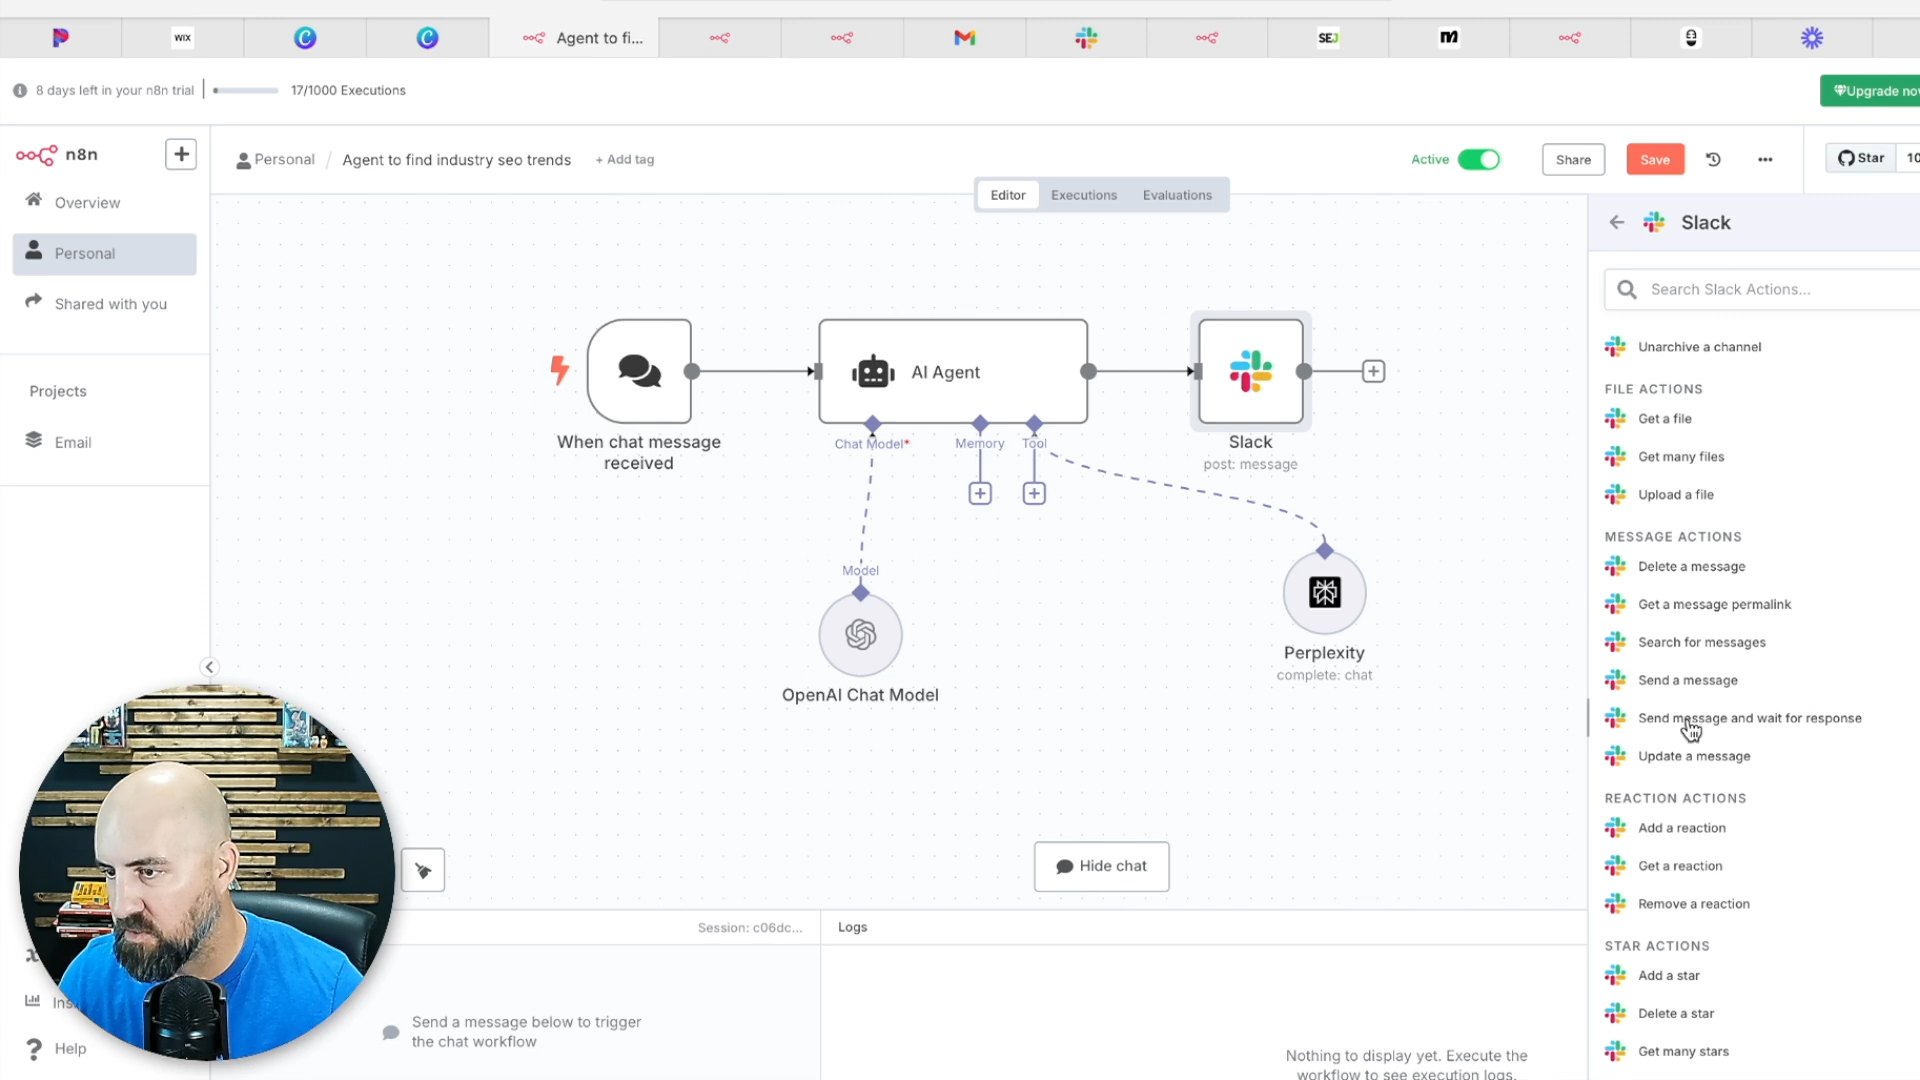 WIX
Agent to fi...
SEJ
8 days left in your n8n trial
17/1000 Executions
Upgrade no
n8n
Personal / Agent to find industry seo trends
+ Add tag
Active
Share
Save
Star
10
Editor
Executions
Evaluations
Overview
Personal
Shared with you
Projects
Email
Help
When chat message
received
AI Agent
Chat Model*
Memory
Tool
Slack
post: message
Model
OpenAI Chat Model
Perplexity
complete: chat
Hide chat
Session: c06dc...
Logs
Send a message below to trigger
the chat workflow
Nothing to display yet. Execute the
workflow to see execution logs.
Slack
Search Slack Actions...
Unarchive a channel
FILE ACTIONS
Get a file
Get many files
Upload a file
MESSAGE ACTIONS
Delete a message
Get a message permalink
Search for messages
Send a message
Send message and wait for response
Update a message
REACTION ACTIONS
Add a reaction
Get a reaction
Remove a reaction
STAR ACTIONS
Add a star
Delete a star
Get many stars